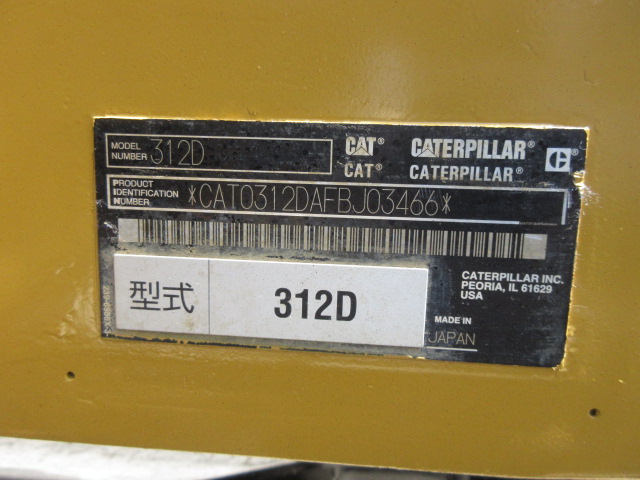 MODEL NUMBER 312D
CAT® CATERPILLAR®
CAT® CATERPILLAR®
PRODUCT IDENTIFICATION NUMBER *CAT0312DAFBJ03466*
CATERPILLAR INC.
PEORIA, IL 61629
USA
型式 312D
MADE IN
JAPAN